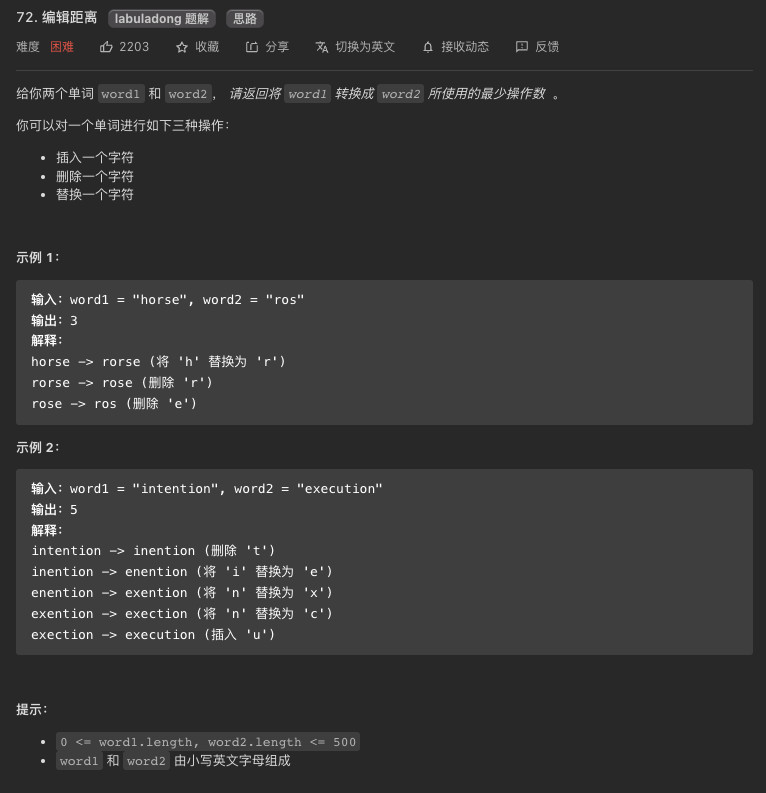 72. 编辑距离 labuladong 题解 思路
难度 困难 2203 收藏 分享 切换为英文 接收动态 反馈
给你两个单词 word1 和 word2， 请返回将 word1 转换成 word2 所使用的最少操作数 。
你可以对一个单词进行如下三种操作：
• 插入一个字符
• 删除一个字符
• 替换一个字符
示例 1：
输入：word1 = "horse", word2 = "ros"
输出：3
解释：
horse -> rorse (将 'h' 替换为 'r')
rorse -> rose (删除 'r')
rose -> ros (删除 'e')
示例 2：
输入：word1 = "intention", word2 = "execution"
输出：5
解释：
intention -> inention (删除 't')
inention -> enention (将 'i' 替换为 'e')
enention -> exention (将 'n' 替换为 'x')
exention -> exection (将 'n' 替换为 'c')
exection -> execution (插入 'u')
提示：
• 0 <= word1.length, word2.length <= 500
• word1 和 word2 由小写英文字母组成